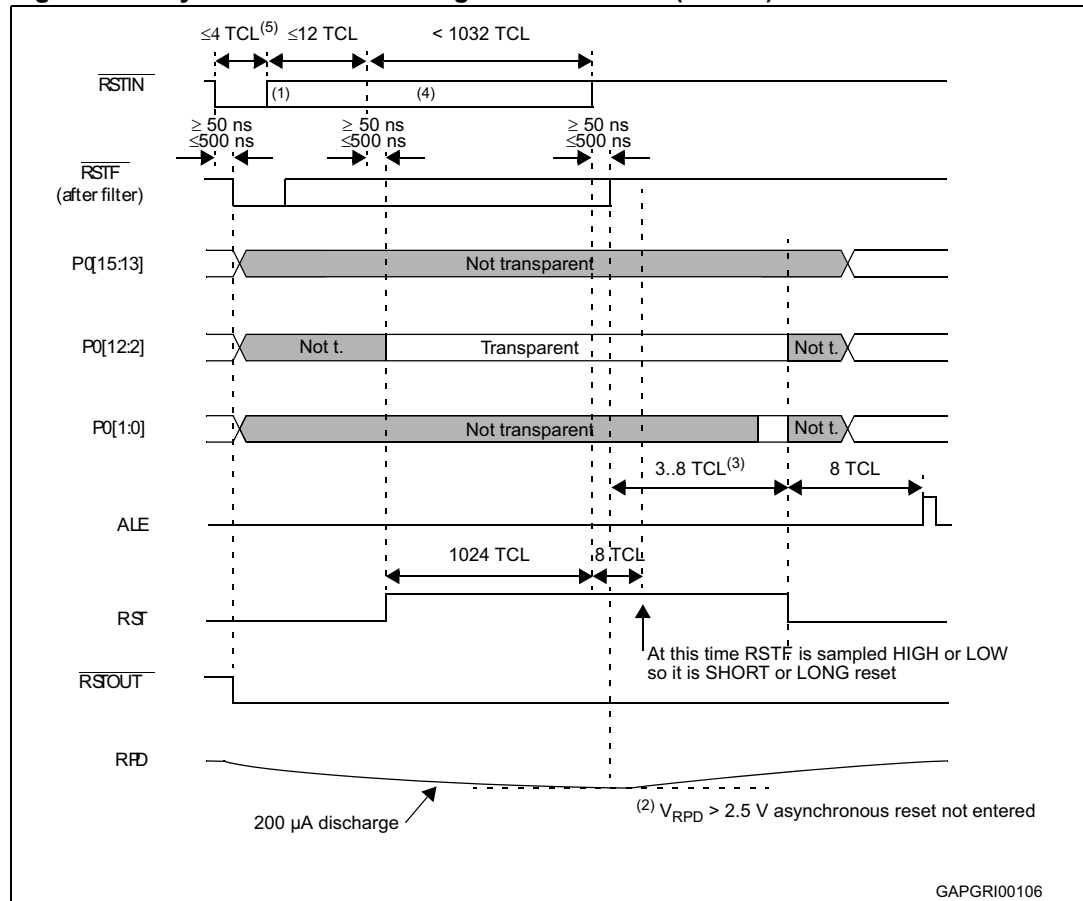 ≤4 TCL(5) ≤12 TCL < 1032 TCL
RSTIN
(1) (4)
≥ 50 ns ≥ 50 ns ≥ 50 ns
≤500 ns ≤500 ns ≤500 ns
RSTF
(after filter)
P0[15:13] Not transparent
P0[12:2] Not t. Transparent Not t.
P0[1:0] Not transparent Not t.
3..8 TCL(3) 8 TCL
ALE
1024 TCL 8 TCL
RST
At this time RSTF is sampled HIGH or LOW
so it is SHORT or LONG reset
RSTOUT
RPD
200 µA discharge
(2) VRPD > 2.5 V asynchronous reset not entered
GAPGRI00106